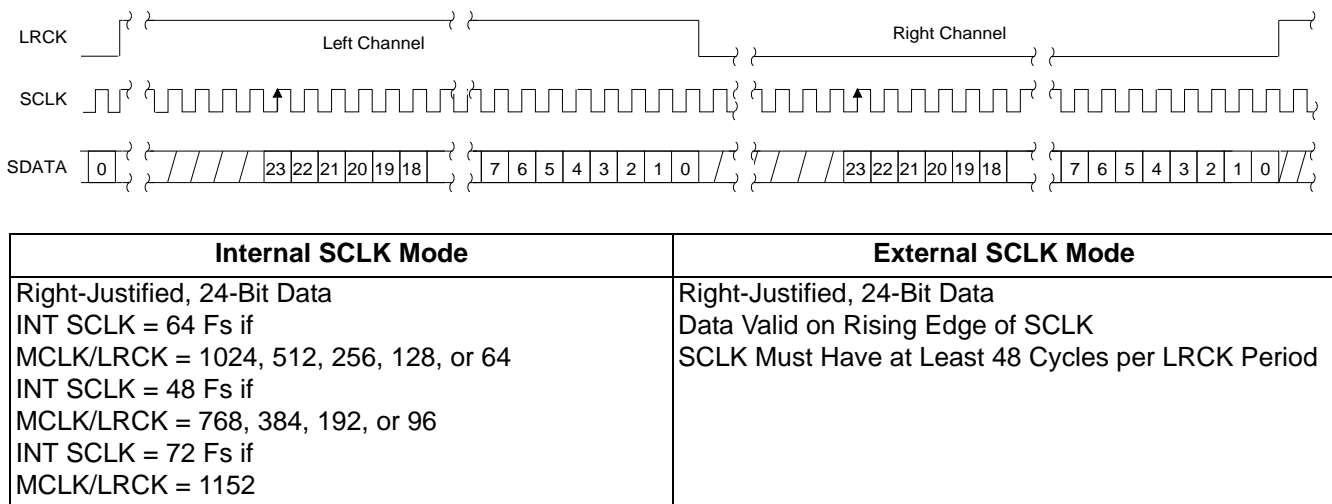 LRCK
Left Channel
Right Channel
SCLK
SDATA 0 23 22 21 20 19 18 7 6 5 4 3 2 1 0 23 22 21 20 19 18 7 6 5 4 3 2 1 0
Internal SCLK Mode
External SCLK Mode
Right-Justified, 24-Bit Data
INT SCLK = 64 Fs if
MCLK/LRCK = 1024, 512, 256, 128, or 64
INT SCLK = 48 Fs if
MCLK/LRCK = 768, 384, 192, or 96
INT SCLK = 72 Fs if
MCLK/LRCK = 1152
Right-Justified, 24-Bit Data
Data Valid on Rising Edge of SCLK
SCLK Must Have at Least 48 Cycles per LRCK Period